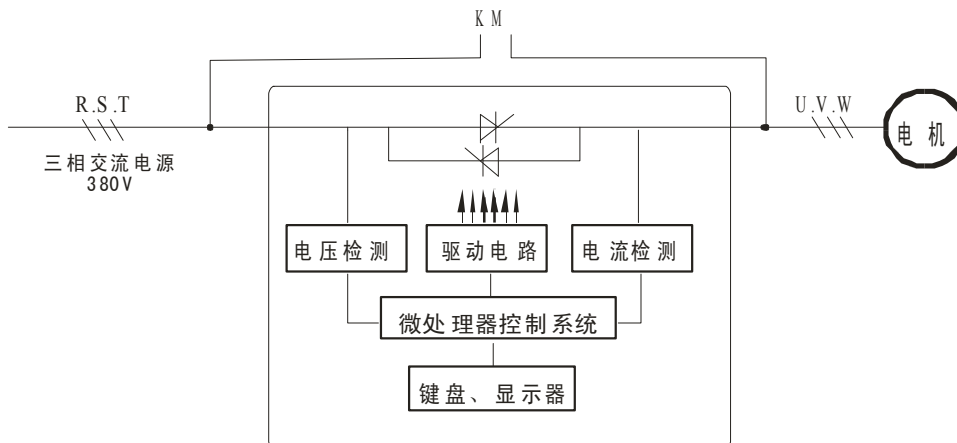 KM
R.S.T
U.V.W
电机
三相交流电源
380V
电压检测
驱动电路
电流检测
微处理器控制系统
键盘、显示器